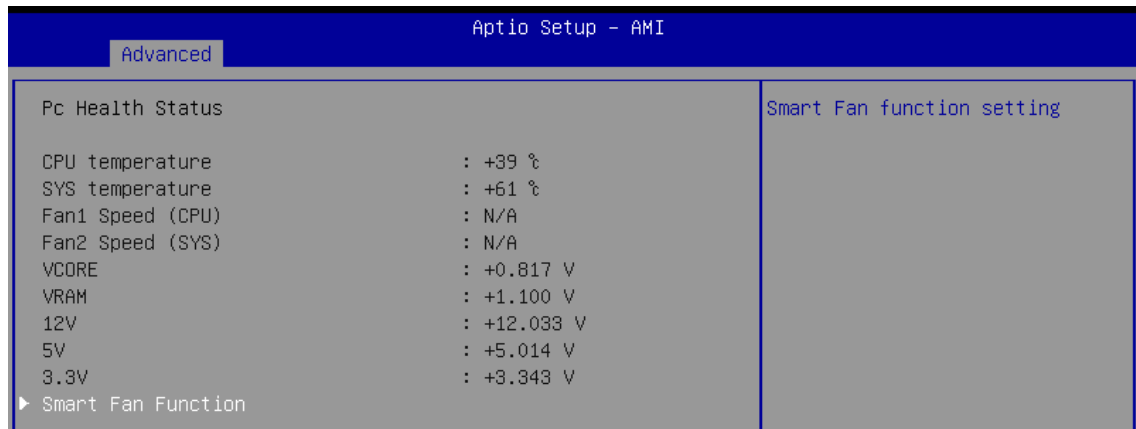 Aptio Setup – AMI
Advanced
Pc Health Status
Smart Fan function setting
CPU temperature : +39 ℃
SYS temperature : +61 ℃
Fan1 Speed (CPU) : N/A
Fan2 Speed (SYS) : N/A
VCORE : +0.817 V
VRAM : +1.100 V
12V : +12.033 V
5V : +5.014 V
3.3V : +3.343 V
▶ Smart Fan Function